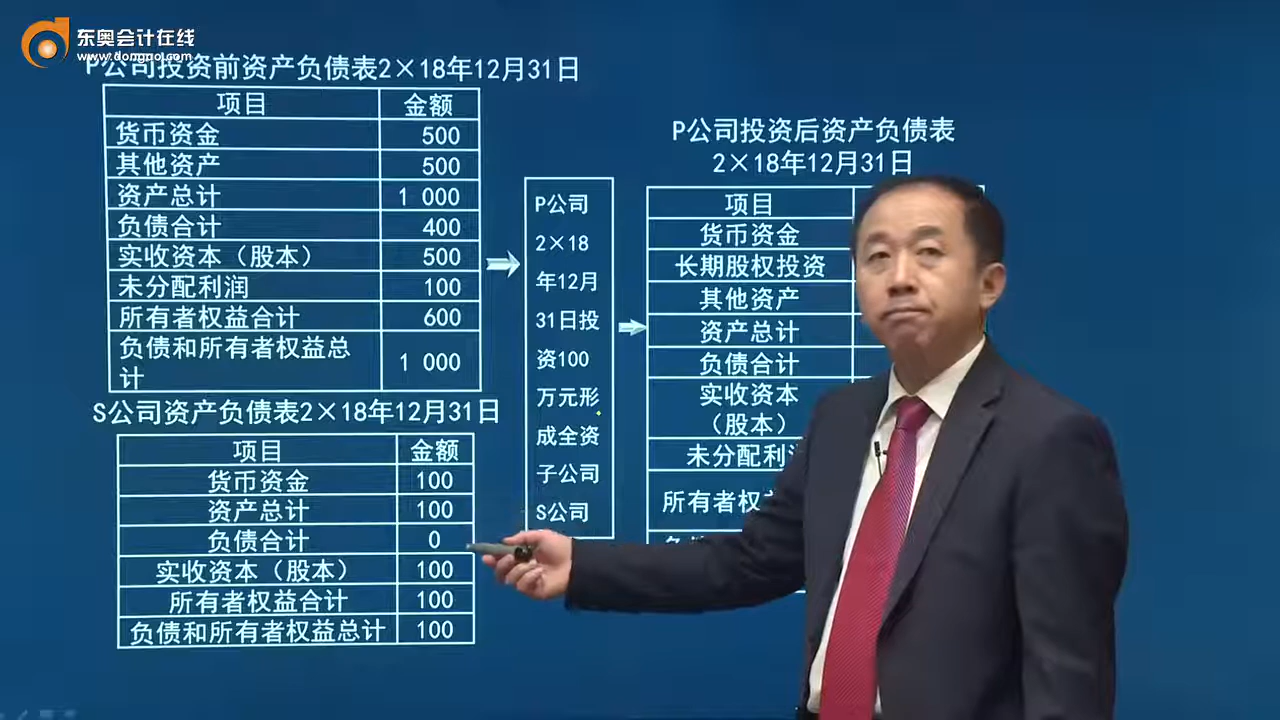 东奥会计在线
www.dongao.com
P公司投资前资产负债表2×18年12月31日
项目 金额
货币资金 500
其他资产 500
资产总计 1 000
负债合计 400
实收资本（股本） 500
未分配利润 100
所有者权益合计 600
负债和所有者权益总
计 1 000
S公司资产负债表2×18年12月31日
项目 金额
货币资金 100
资产总计 100
负债合计 0
实收资本（股本） 100
所有者权益合计 100
负债和所有者权益总计 100
P公司
2×18
年12月
31日投
资100
万元形
成全资
子公司
S公司
P公司投资后资产负债表
2×18年12月31日
项目
货币资金
长期股权投资
其他资产
资产总计
负债合计
实收资本
（股本）
未分配利
所有者权